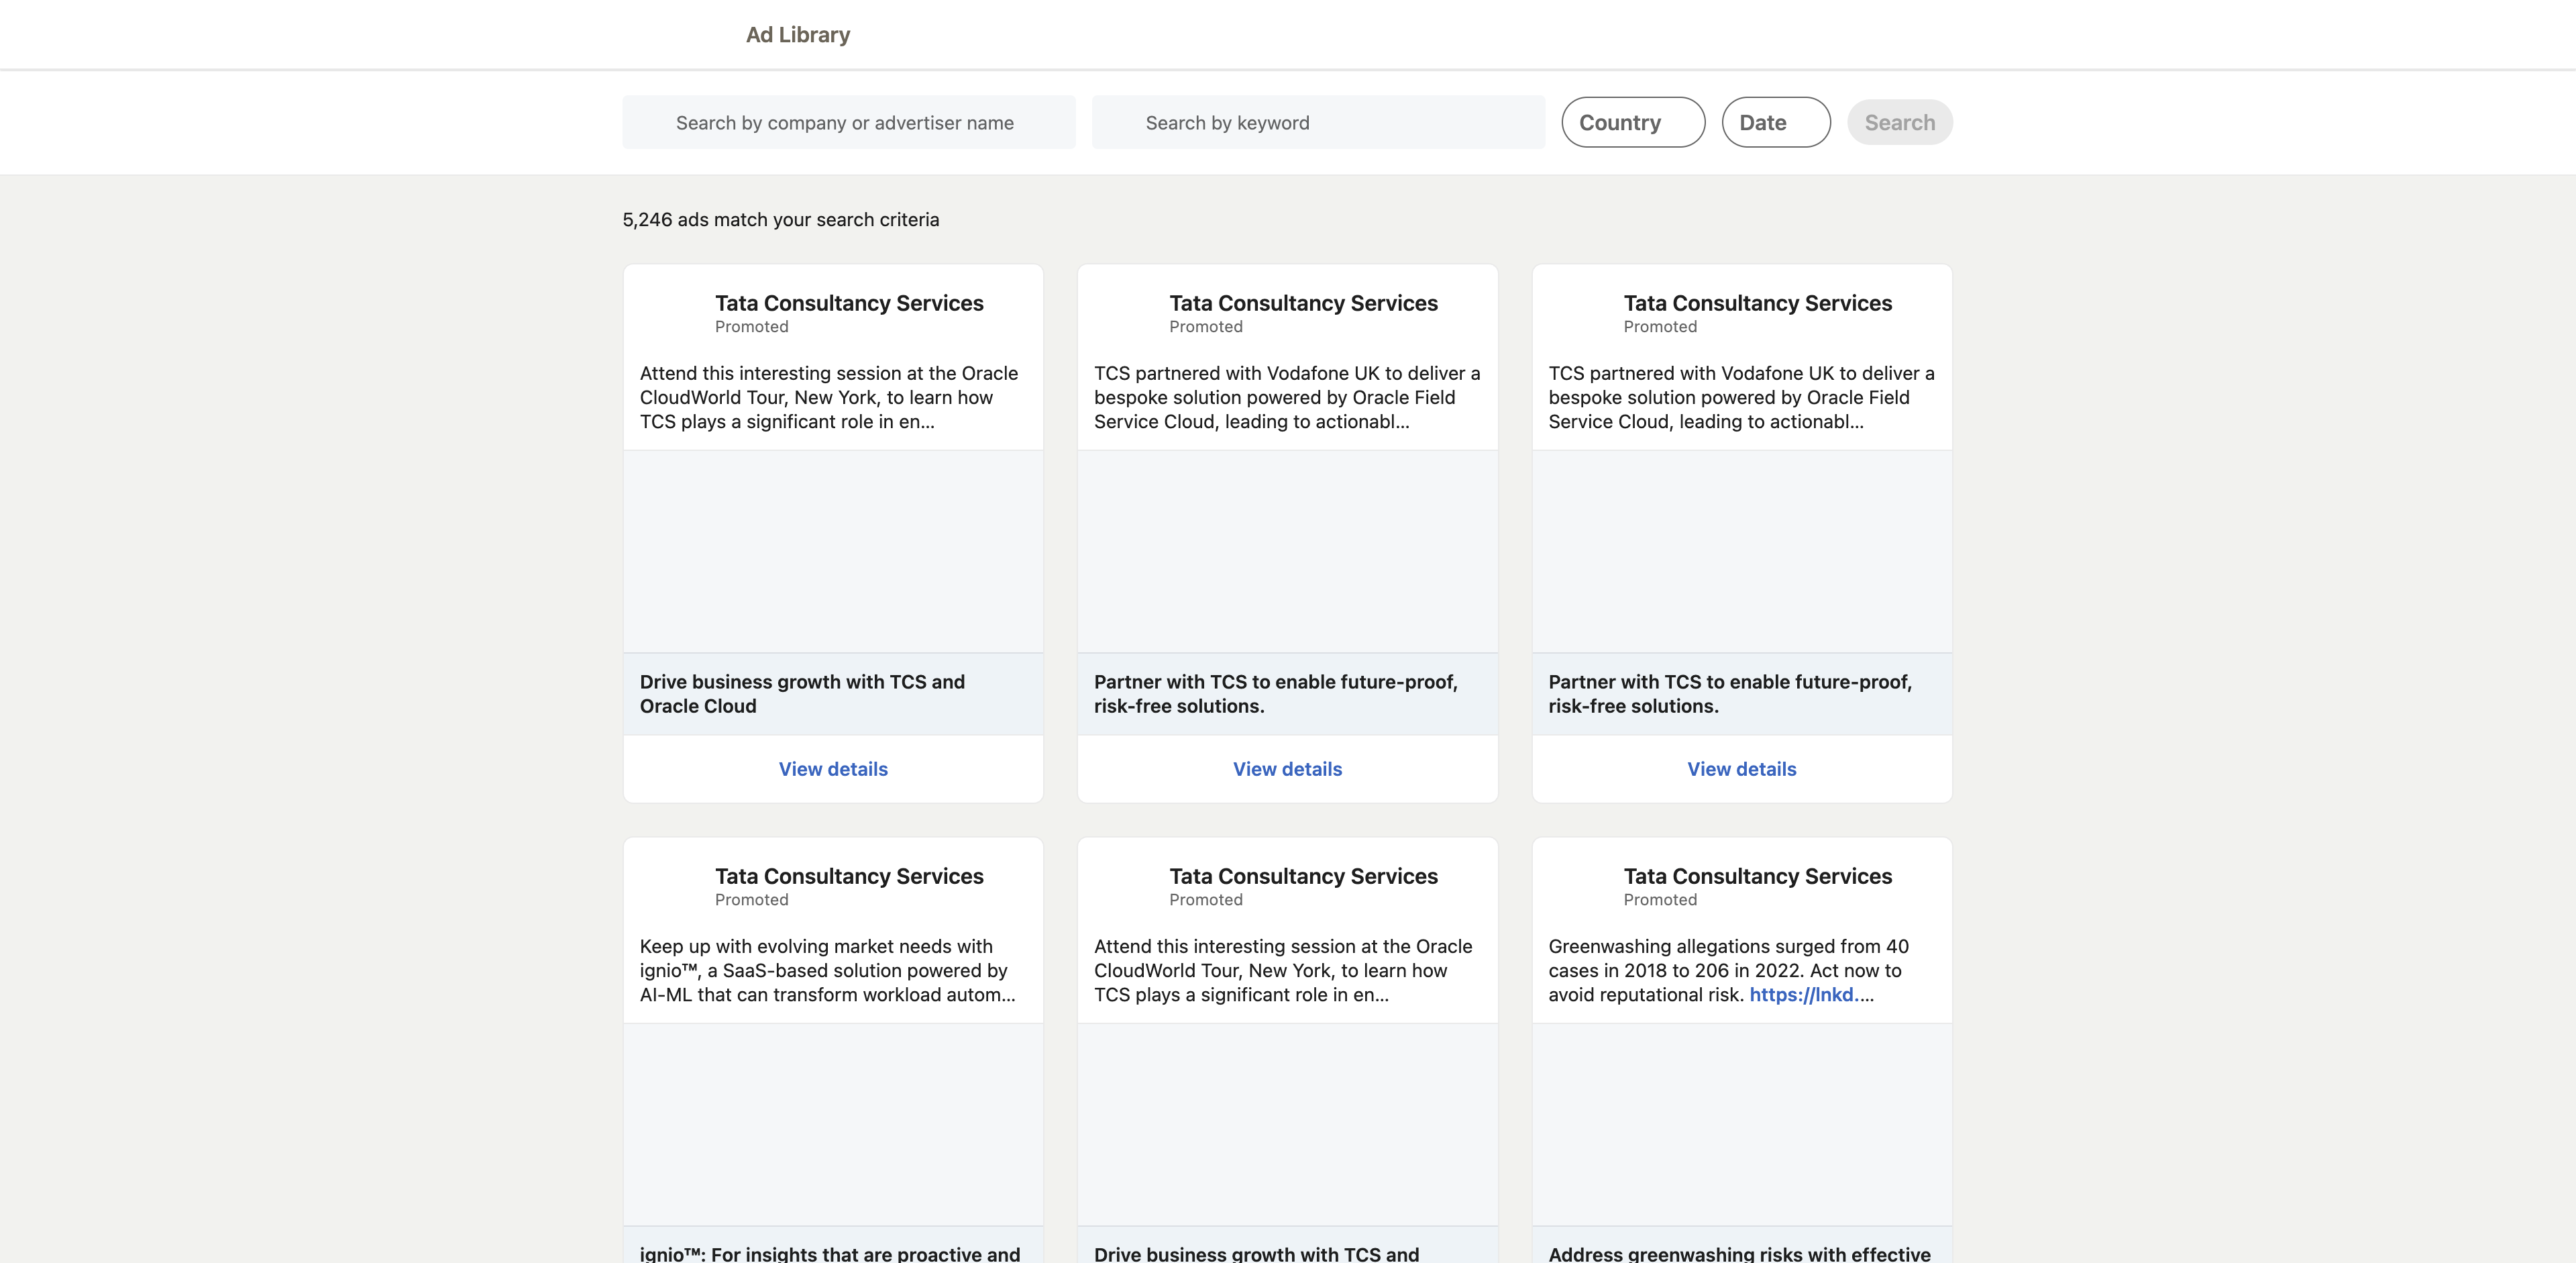 Ad Library
Search by company or advertiser name
Search by keyword
Country
Date
Search
5,246 ads match your search criteria
Tata Consultancy Services
Promoted
Attend this interesting session at the Oracle
CloudWorld Tour, New York, to learn how
TCS plays a significant role in en...
Drive business growth with TCS and
Oracle Cloud
View details
Tata Consultancy Services
Promoted
TCS partnered with Vodafone UK to deliver a
bespoke solution powered by Oracle Field
Service Cloud, leading to actionabl...
Partner with TCS to enable future-proof,
risk-free solutions.
View details
Tata Consultancy Services
Promoted
TCS partnered with Vodafone UK to deliver a
bespoke solution powered by Oracle Field
Service Cloud, leading to actionabl...
Partner with TCS to enable future-proof,
risk-free solutions.
View details
Tata Consultancy Services
Promoted
Keep up with evolving market needs with
ignio™, a SaaS-based solution powered by
AI-ML that can transform workload autom...
ignio™: For insights that are proactive and
Tata Consultancy Services
Promoted
Attend this interesting session at the Oracle
CloudWorld Tour, New York, to learn how
TCS plays a significant role in en...
Drive business growth with TCS and
Tata Consultancy Services
Promoted
Greenwashing allegations surged from 40
cases in 2018 to 206 in 2022. Act now to
avoid reputational risk. https://lnkd....
Address greenwashing risks with effective